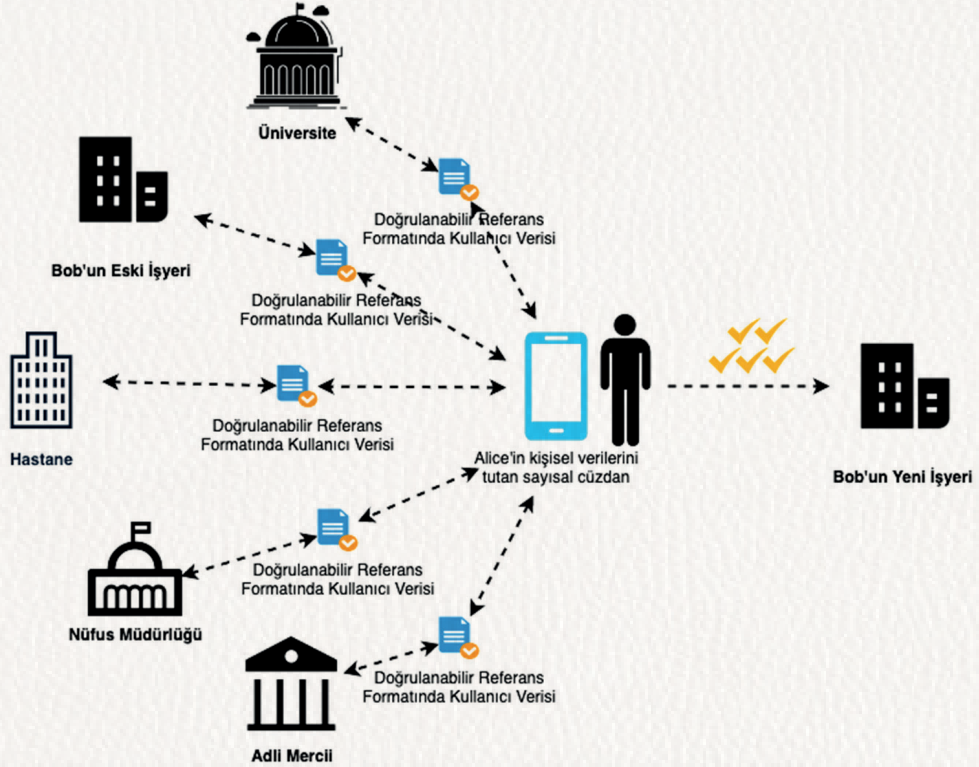 Üniversite
Doğrulanabilir Referans
Formatında Kullanıcı Verisi
Bob'un Eski İşyeri
Doğrulanabilir Referans
Formatında Kullanıcı Verisi
Hastane
Doğrulanabilir Referans
Formatında Kullanıcı Verisi
Alice'in kişisel verilerini
tutan sayısal cüzdan
Bob'un Yeni İşyeri
Doğrulanabilir Referans
Formatında Kullanıcı Verisi
Nüfus Müdürlüğü
Doğrulanabilir Referans
Formatında Kullanıcı Verisi
Adli Mercii